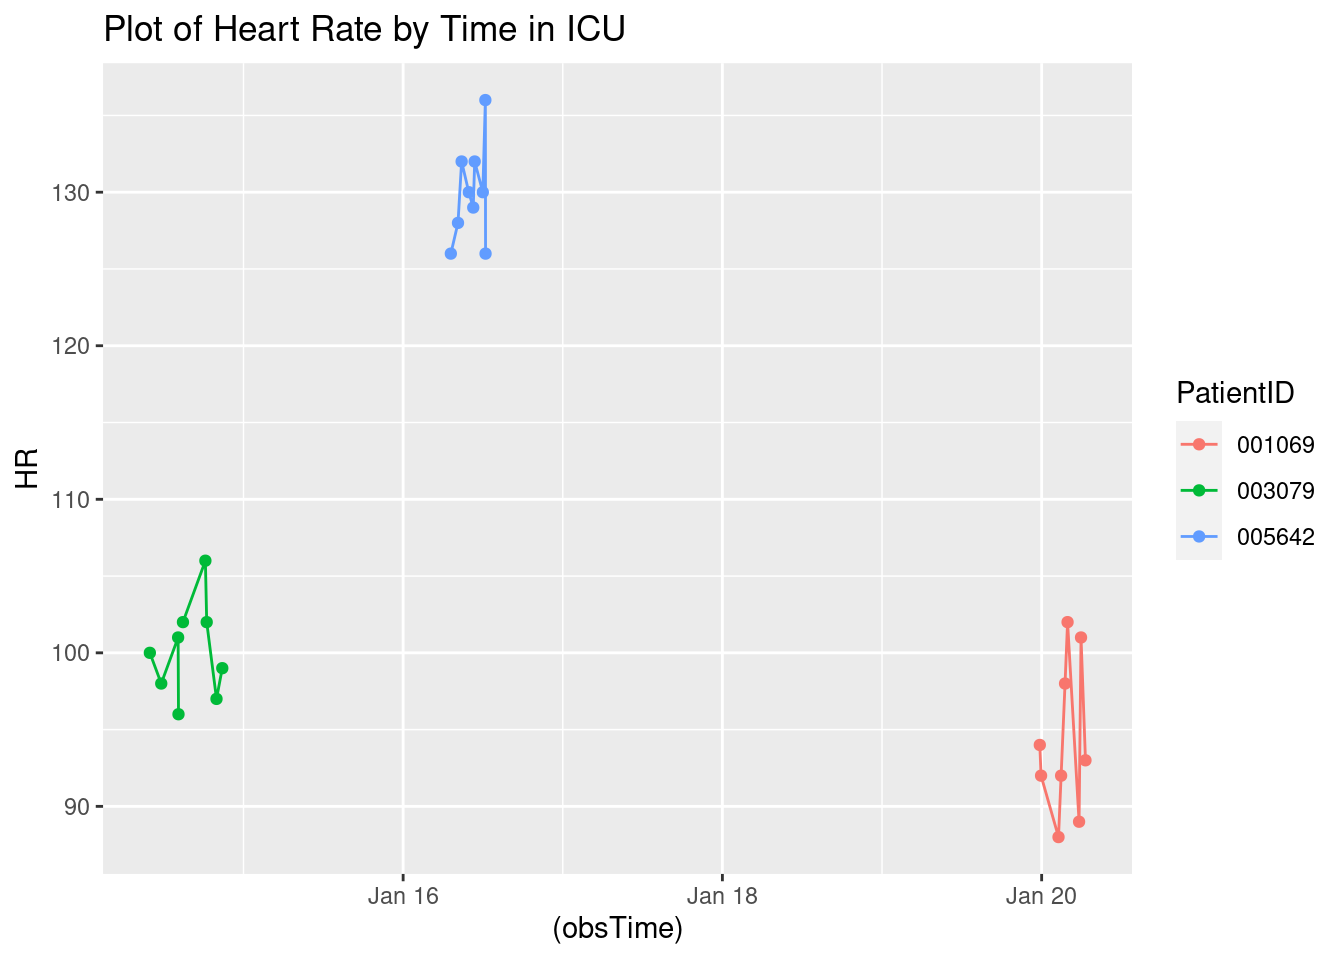 Plot of Heart Rate by Time in ICU
HR
130
120
110
100
90
Jan 16
Jan 18
Jan 20
(obsTime)
PatientID
001069
003079
005642